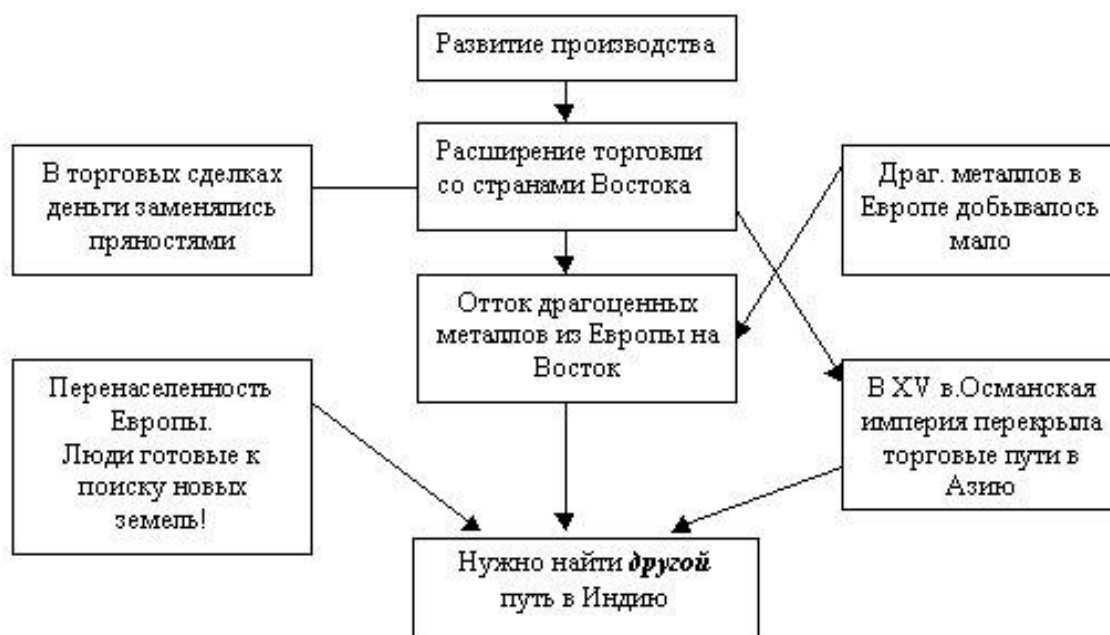 Развитие производства
Расширение торговли
со странами Востока
В торговых сделках
деньги заменялись
пряностями
Драг. металлов в
Европе добывалось
мало
Отток драгоценных
металлов из Европы на
Восток
Перенаселенность
Европы.
Люди готовые к
поиску новых
земель!
В XV в.Османская
империя перекрыла
торговые пути в
Азию
Нужно найти другой
путь в Индию